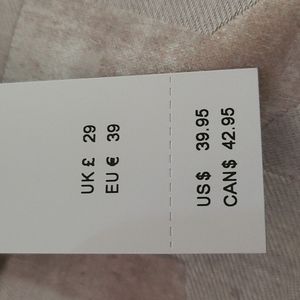 UK £ 29
EU € 39
US $ 39.95
CAN$ 42.95